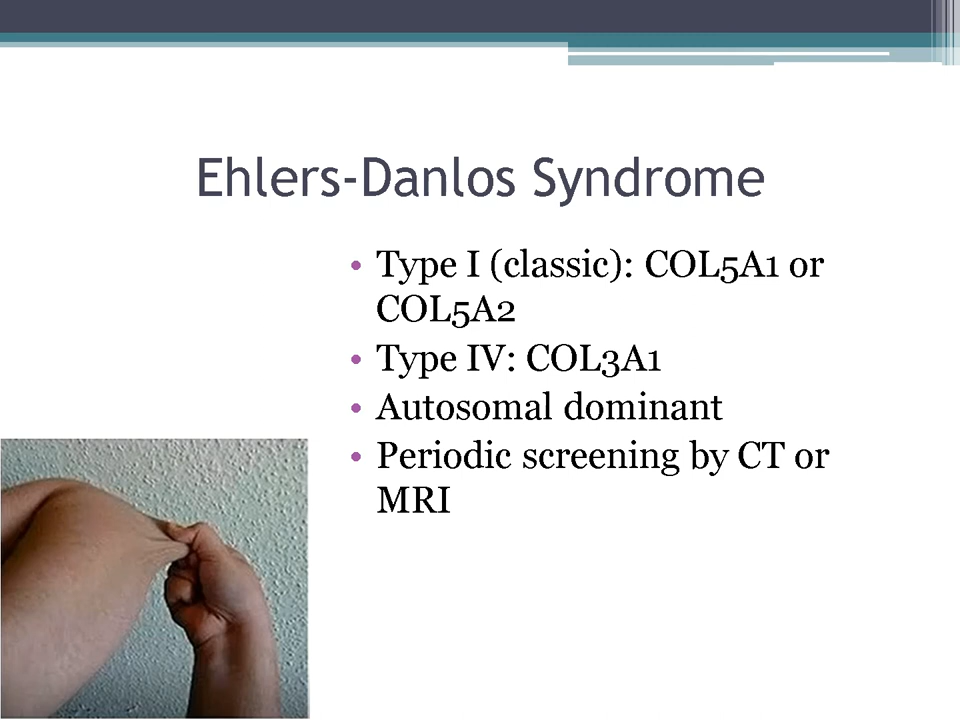 Ehlers-Danlos Syndrome
• Type I (classic): COL5A1 or
COL5A2
• Type IV: COL3A1
• Autosomal dominant
• Periodic screening by CT or
MRI